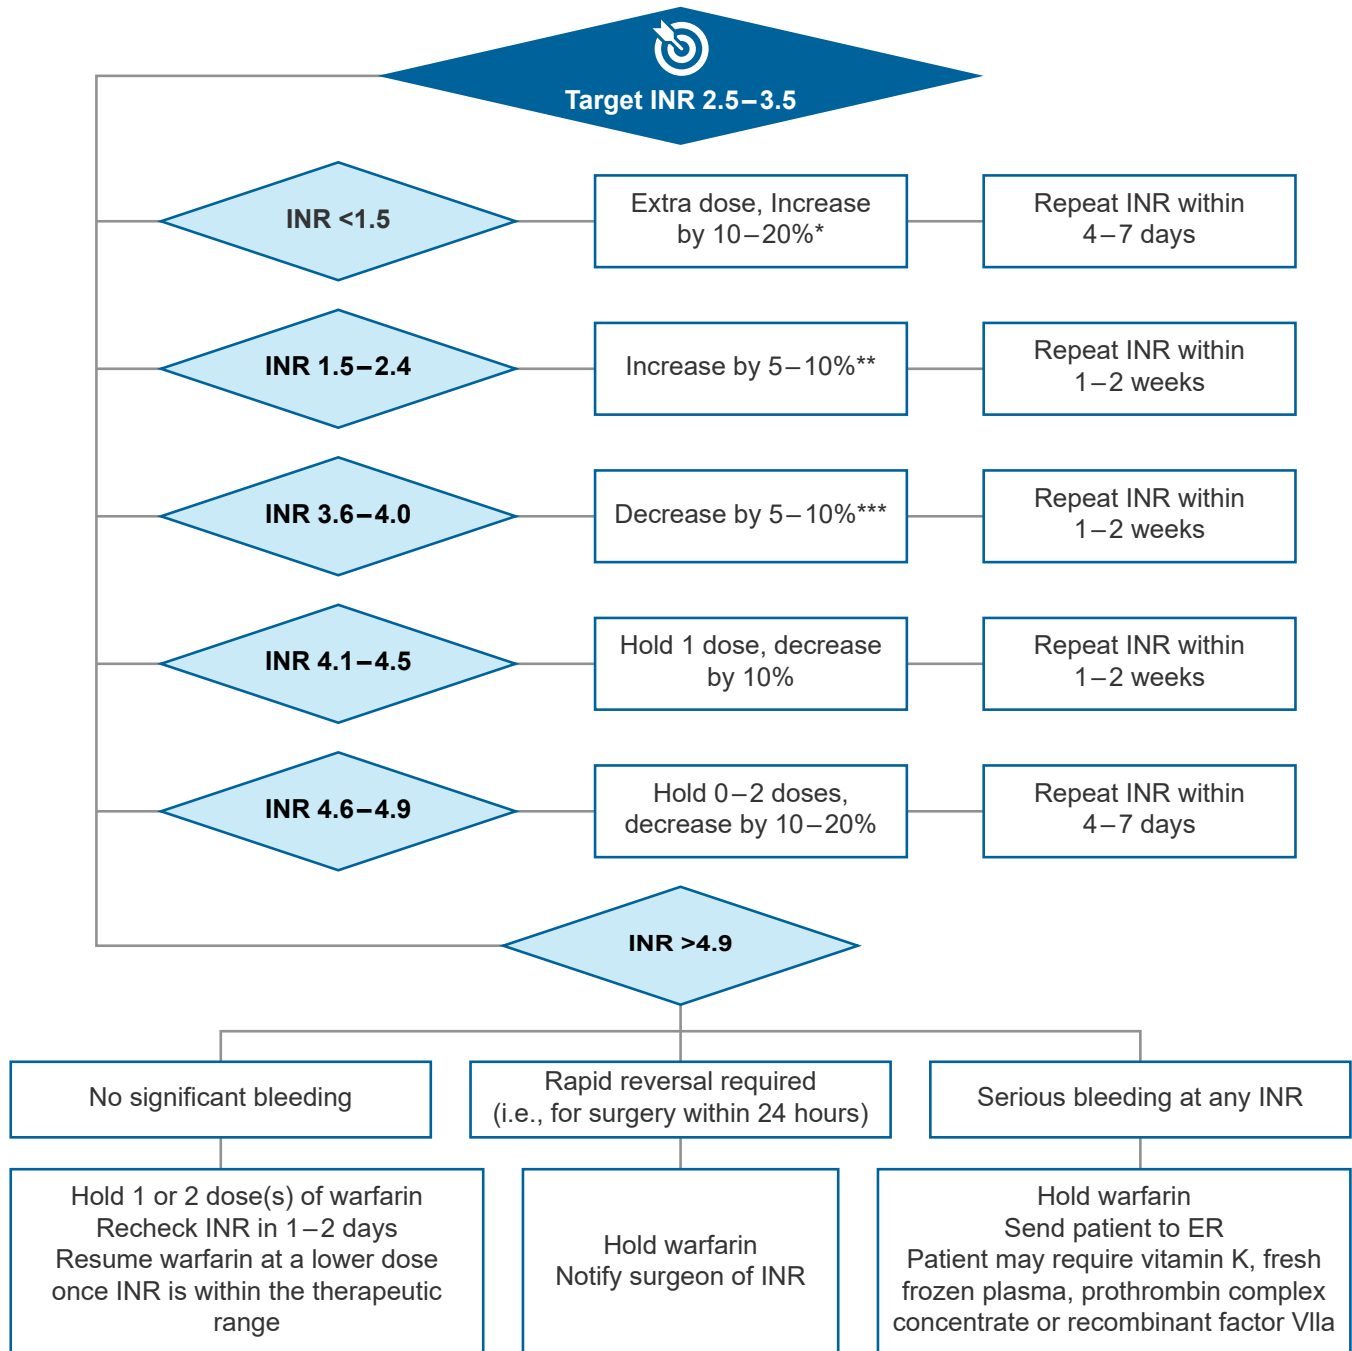 Target INR 2.5–3.5
INR <1.5
Extra dose, Increase
by 10–20%*
Repeat INR within
4–7 days
INR 1.5–2.4
Increase by 5–10%**
Repeat INR within
1–2 weeks
INR 3.6–4.0
Decrease by 5–10%***
Repeat INR within
1–2 weeks
INR 4.1–4.5
Hold 1 dose, decrease
by 10%
Repeat INR within
1–2 weeks
INR 4.6–4.9
Hold 0–2 doses,
decrease by 10–20%
Repeat INR within
4–7 days
INR >4.9
No significant bleeding
Hold 1 or 2 dose(s) of warfarin
Recheck INR in 1–2 days
Resume warfarin at a lower dose
once INR is within the therapeutic
range
Rapid reversal required
(i.e., for surgery within 24 hours)
Hold warfarin
Notify surgeon of INR
Serious bleeding at any INR
Hold warfarin
Send patient to ER
Patient may require vitamin K, fresh
frozen plasma, prothrombin complex
concentrate or recombinant factor VIIa